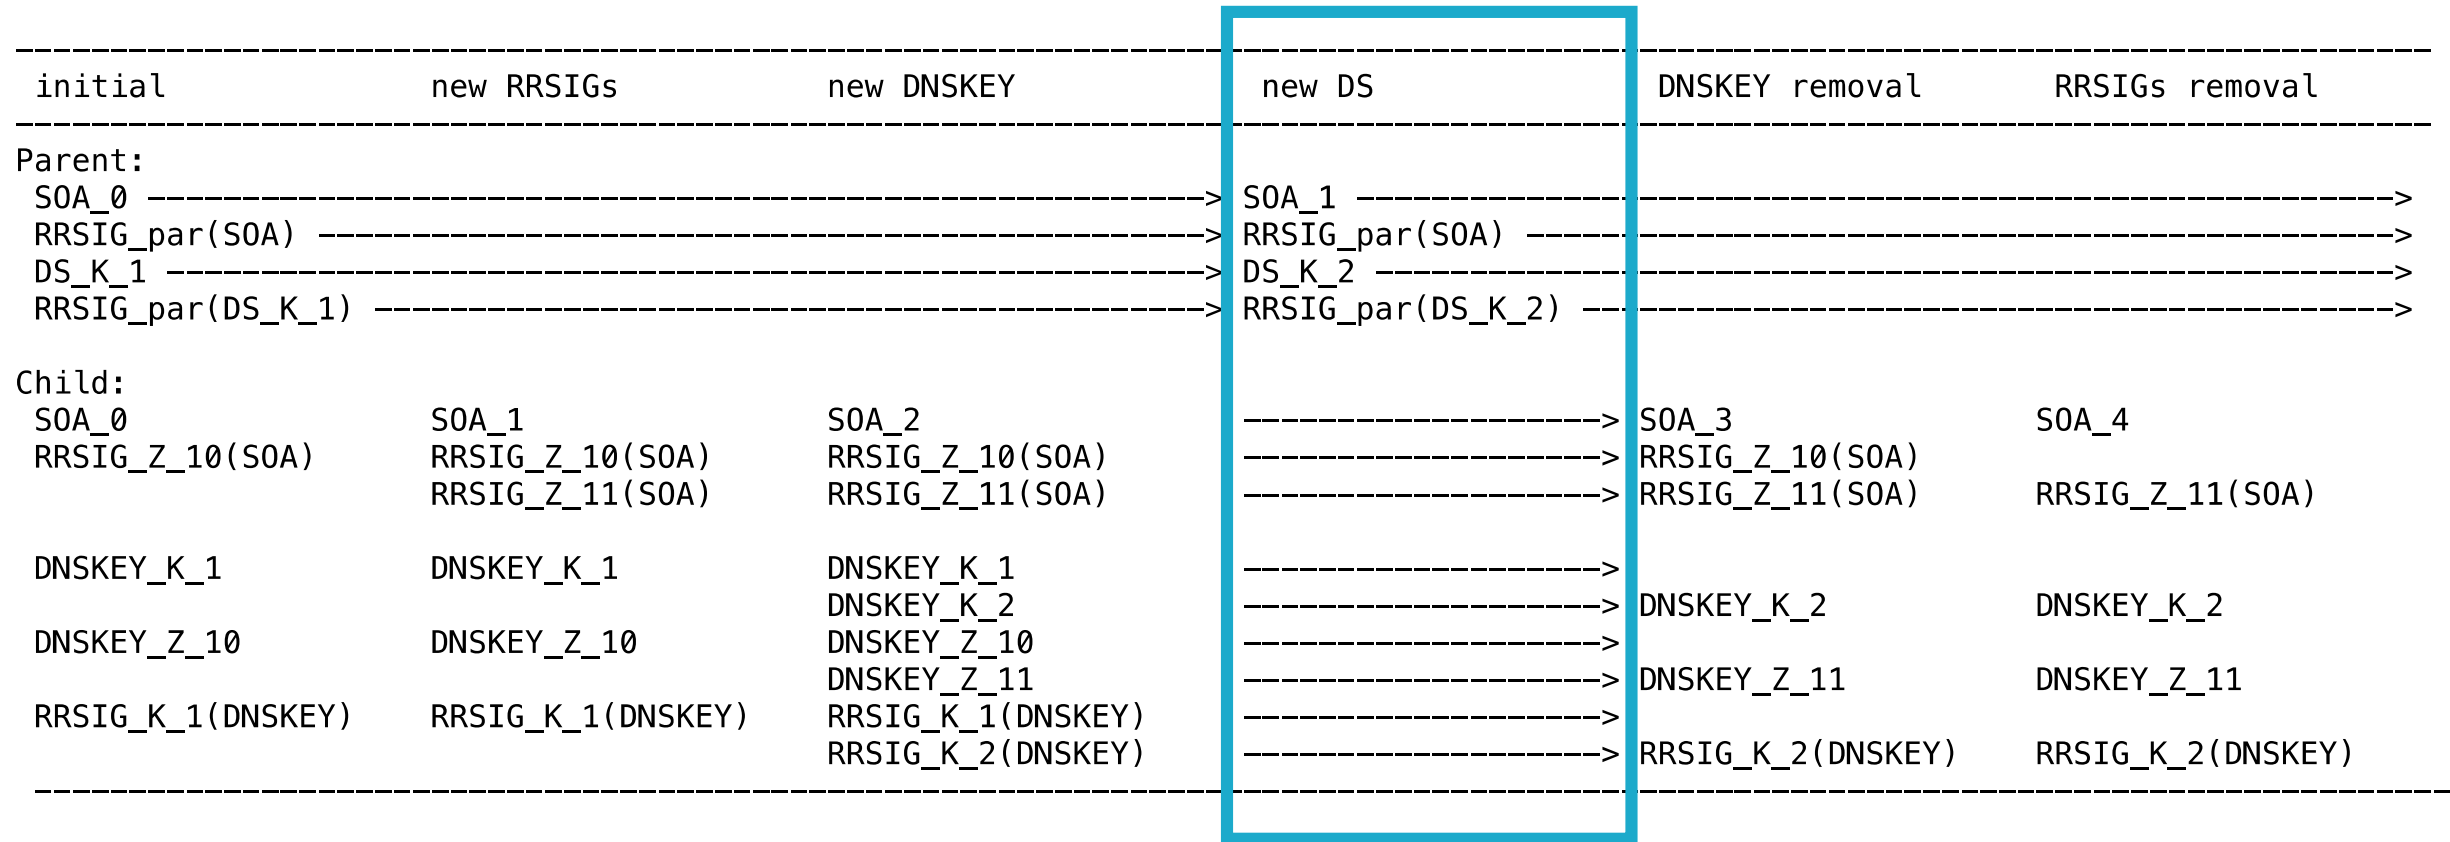 --------------------------------------------------------------------------------------------------------------------------------
 initial              new RRSIGs           new DNSKEY             new DS               DNSKEY removal       RRSIGs removal
--------------------------------------------------------------------------------------------------------------------------------
Parent:
 SOA_0 --------------------------------------------------------> SOA_1 ------------------------------------------------------->
 RRSIG_par(SOA) -----------------------------------------------> RRSIG_par(SOA) ---------------------------------------------->
 DS_K_1 -------------------------------------------------------> DS_K_2 ------------------------------------------------------>
 RRSIG_par(DS_K_1) --------------------------------------------> RRSIG_par(DS_K_2) ------------------------------------------->
Child:
 SOA_0                SOA_1                SOA_2                 -------------------> SOA_3                SOA_4
 RRSIG_Z_10(SOA)      RRSIG_Z_10(SOA)      RRSIG_Z_10(SOA)       -------------------> RRSIG_Z_10(SOA)
                      RRSIG_Z_11(SOA)      RRSIG_Z_11(SOA)       -------------------> RRSIG_Z_11(SOA)      RRSIG_Z_11(SOA)
 DNSKEY_K_1           DNSKEY_K_1           DNSKEY_K_1            ------------------->
                                           DNSKEY_K_2            -------------------> DNSKEY_K_2           DNSKEY_K_2
 DNSKEY_Z_10          DNSKEY_Z_10          DNSKEY_Z_10           ------------------->
                                           DNSKEY_Z_11           -------------------> DNSKEY_Z_11          DNSKEY_Z_11
 RRSIG_K_1(DNSKEY)    RRSIG_K_1(DNSKEY)    RRSIG_K_1(DNSKEY)     ------------------->
                                           RRSIG_K_2(DNSKEY)     -------------------> RRSIG_K_2(DNSKEY)    RRSIG_K_2(DNSKEY)
 --------------------------------------------------------------------------------------------------------------------------------